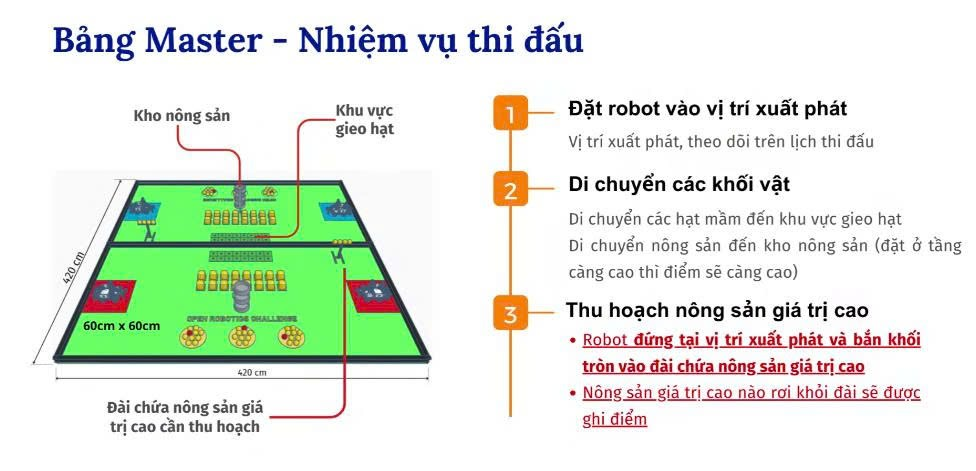 Bảng Master - Nhiệm vụ thi đấu
Kho nông sản
Khu vực
gieo hạt
420 cm
60cm x 60cm
OPEN ROBOTICS CHALLENGE
420 cm
Đài chứa nông sản giá
trị cao cần thu hoạch
1
Đặt robot vào vị trí xuất phát
Vị trí xuất phát, theo dõi trên lịch thi đấu
2
Di chuyển các khối vật
Di chuyển các hạt mầm đến khu vực gieo hạt
Di chuyển nông sản đến kho nông sản (đặt ở tầng
càng cao thì điểm sẽ càng cao)
3
Thu hoạch nông sản giá trị cao
• Robot đứng tại vị trí xuất phát và bắn khối
tròn vào đài chứa nông sản giá trị cao
• Nông sản giá trị cao nào rơi khỏi đài sẽ được
ghi điểm